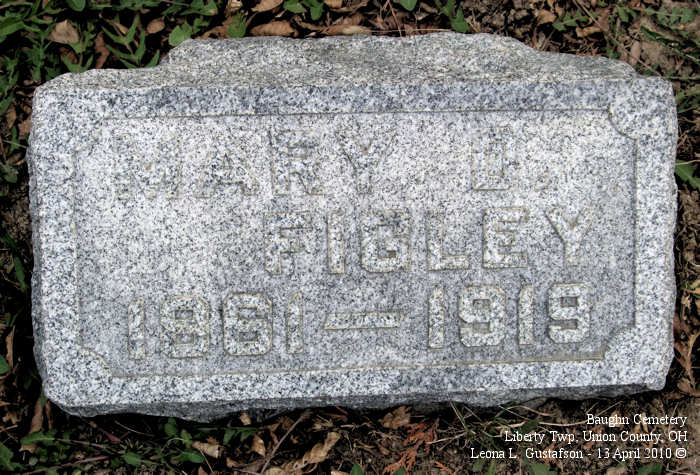 MARY E.
FIGLEY
1861 — 1919
Baughn Cemetery
Liberty Twp, Union County, OH
Leona L. Gustafson - 13 April 2010 ©